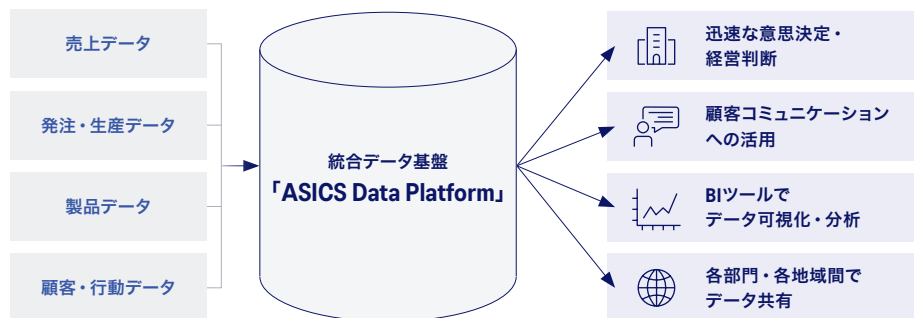 売上データ
発注・生産データ
製品データ
顧客・行動データ
統合データ基盤
「ASICS Data Platform」
迅速な意思決定・
経営判断
顧客コミュニケーション
への活用
BIツールで
データ可視化・分析
各部門・各地域間で
データ共有